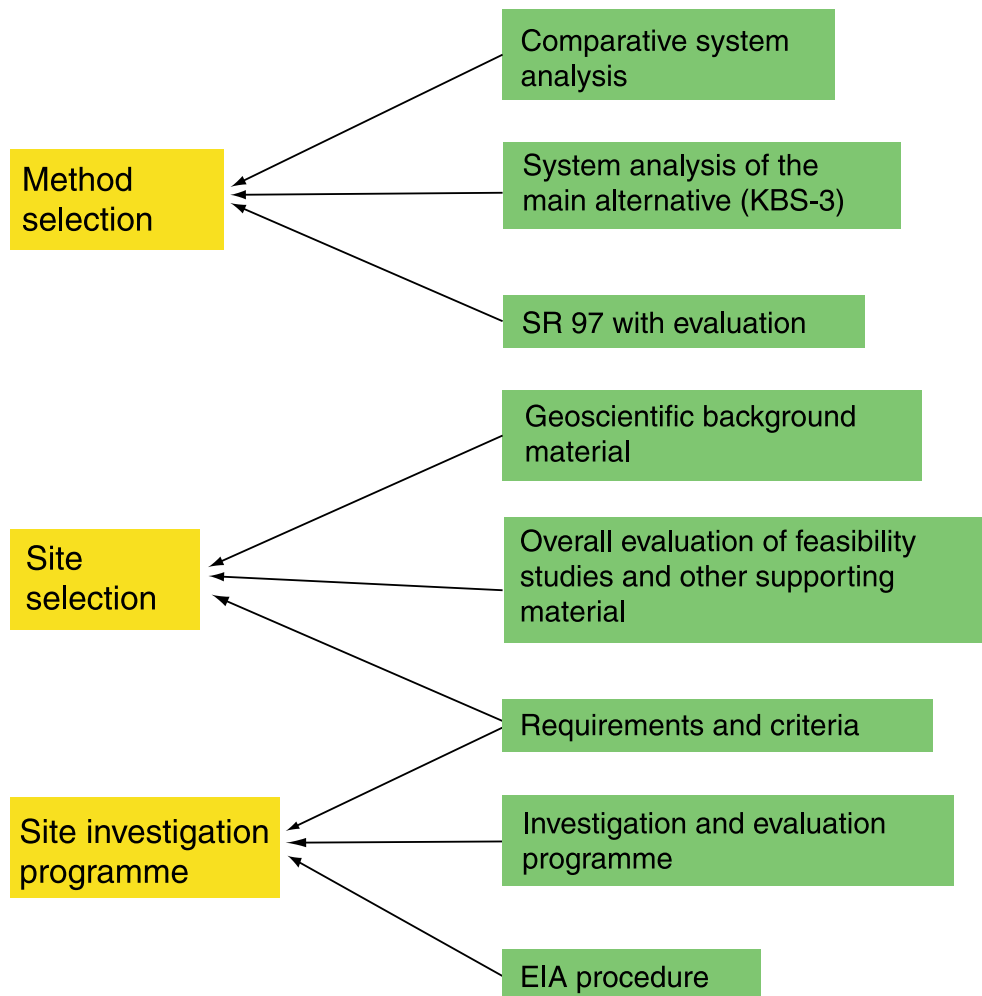 Comparative system
analysis
Method
selection
System analysis of the
main alternative (KBS-3)
SR 97 with evaluation
Geoscientific background
material
Site
selection
Overall evaluation of feasibility
studies and other supporting
material
Requirements and criteria
Site investigation
programme
Investigation and evaluation
programme
EIA procedure